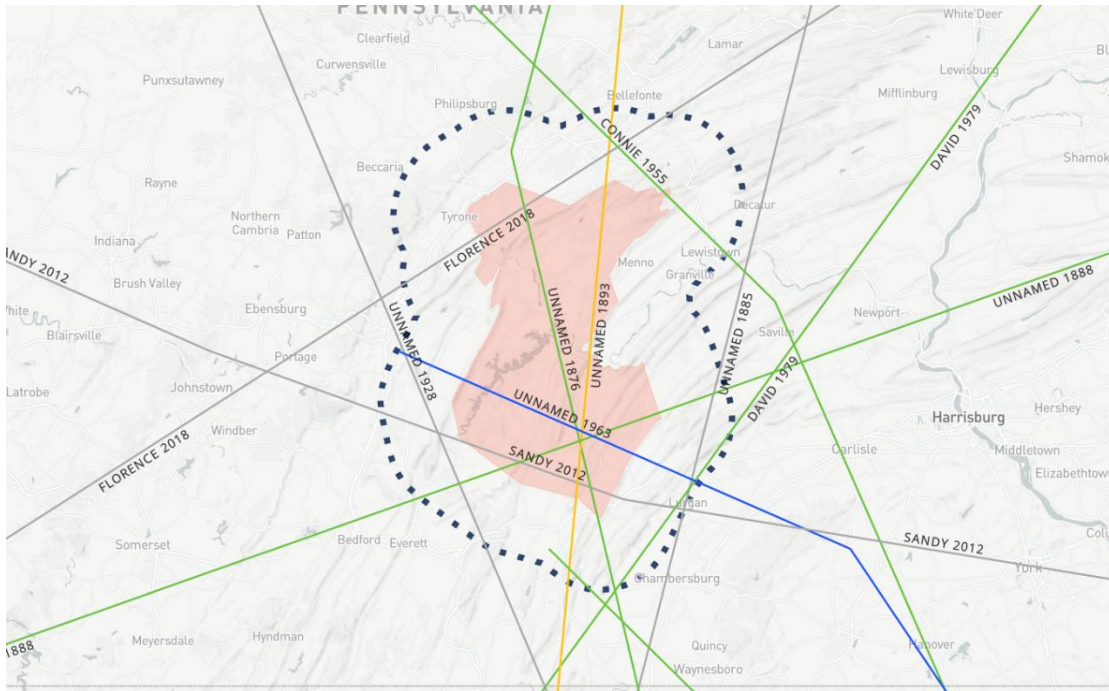 PENNSYLVANIA
White Deer
Clearfield
Lamar
Curwensville
Lewisburg
Punxsutawney
Bellefonte
Mifflinburg
Philipsburg
CONNIE 1955
DAVID 1979
Shamok
Beccaria
Rayne
Decatur
Northern
Cambria
Tyrone
FLORENCE 2018
Patton
Indiana
Lewistown
ANDY 2012
Menno
Granville
Brush Valley
UNNAMED 1888
White
Ebensburg
UNNAMED 1928
UNNAMED 1876
UNNAMED 1893
UNNAMED 1885
Newport
Blairsville
Saville
Portage
Latrobe
Johnstown
DAVID 1979
UNNAMED 1963
Hershey
Harrisburg
Windber
FLORENCE 2018
SANDY 2012
Carlisle
Middletown
Elizabethtow
Lurgan
Somerset
Bedford
Everett
SANDY 2012
Colu
York
Chambersburg
Meyersdale
Hyndman
Quincy
Hanover
1888
Waynesboro